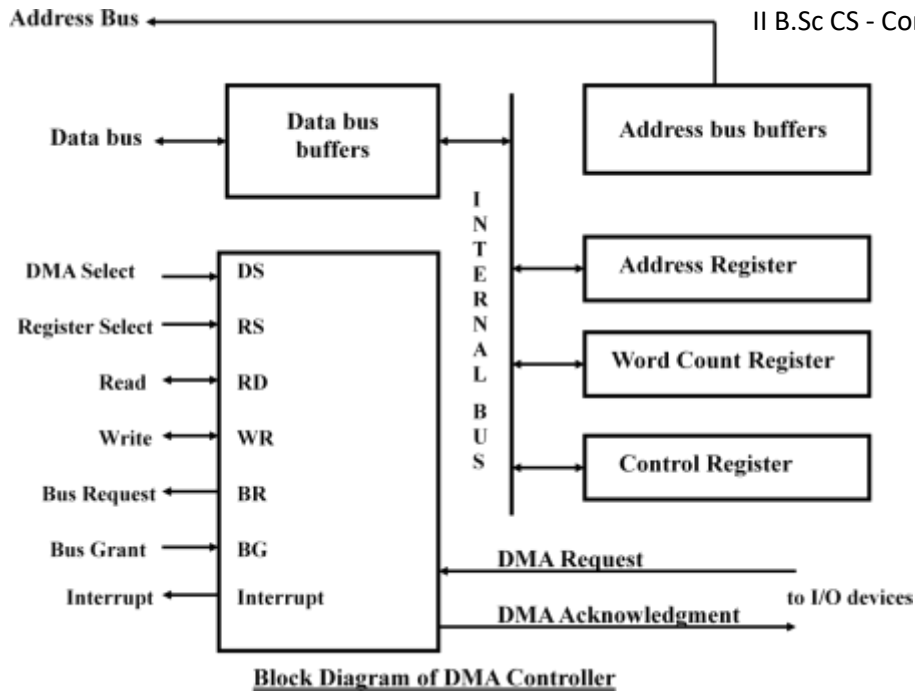 Address Bus
II B.Sc CS - Cor
Data bus
Data bus
buffers
Address bus buffers
INTERNAL BUS
Address Register
Word Count Register
Control Register
DMA Select
DS
Register Select
RS
Read
RD
Write
WR
Bus Request
BR
Bus Grant
BG
Interrupt
Interrupt
DMA Request
to I/O devices
DMA Acknowledgment
Block Diagram of DMA Controller